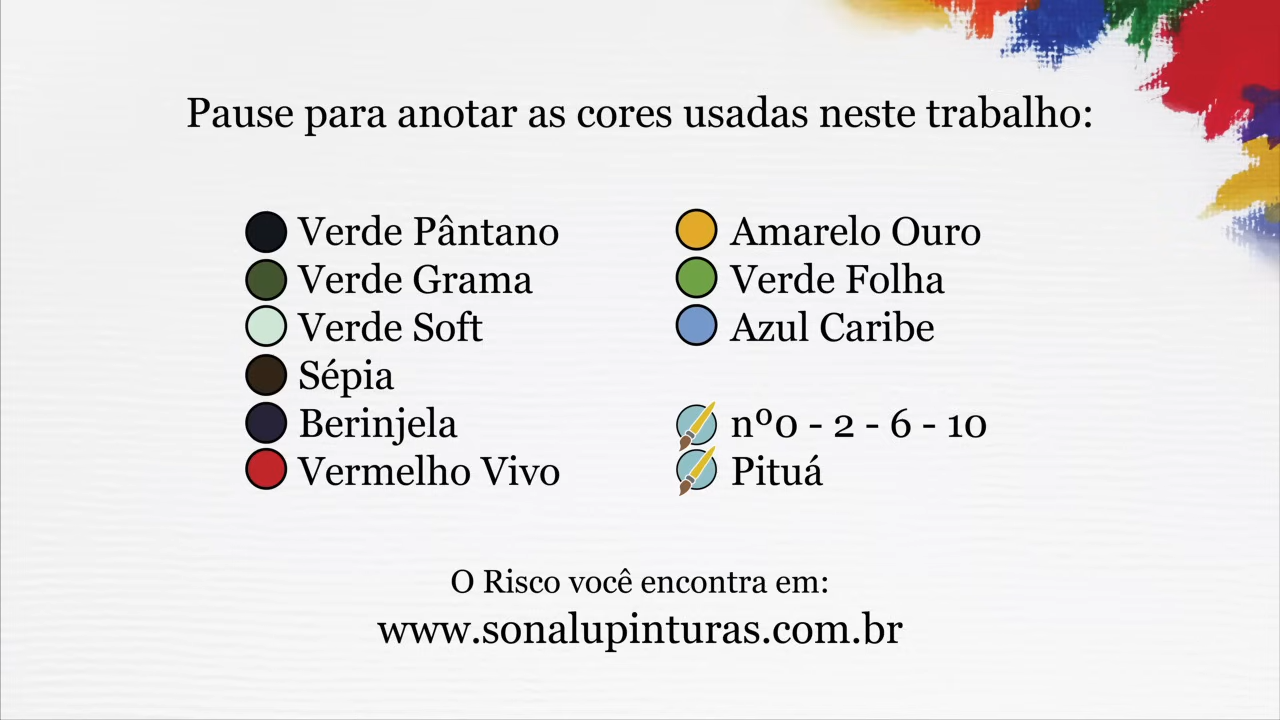 Pause para anotar as cores usadas neste trabalho:
Verde Pântano
Verde Grama
Verde Soft
Sépia
Berinjela
Vermelho Vivo
Amarelo Ouro
Verde Folha
Azul Caribe
nº0 - 2 - 6 - 10
Pituá
O Risco você encontra em:
www.sonalupinturas.com.br